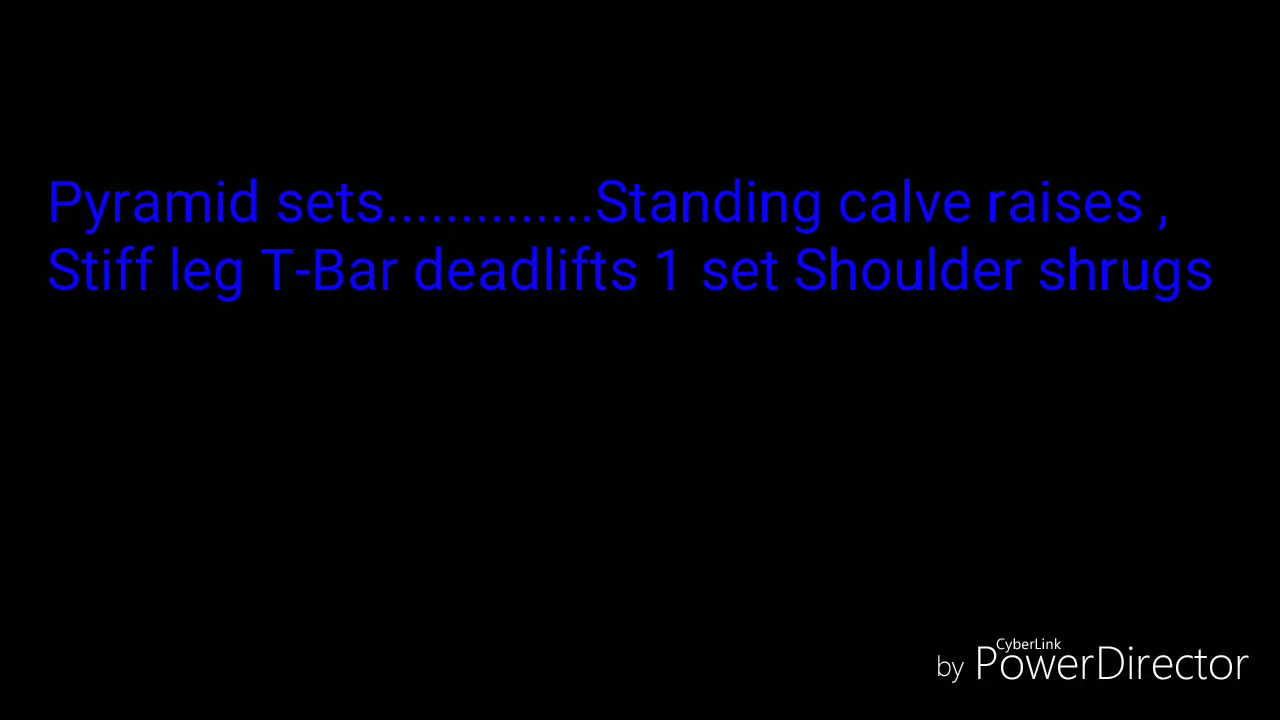 Pyramid sets..............Standing calve raises ,
Stiff leg T-Bar deadlifts 1 set Shoulder shrugs
CyberLink
by PowerDirector